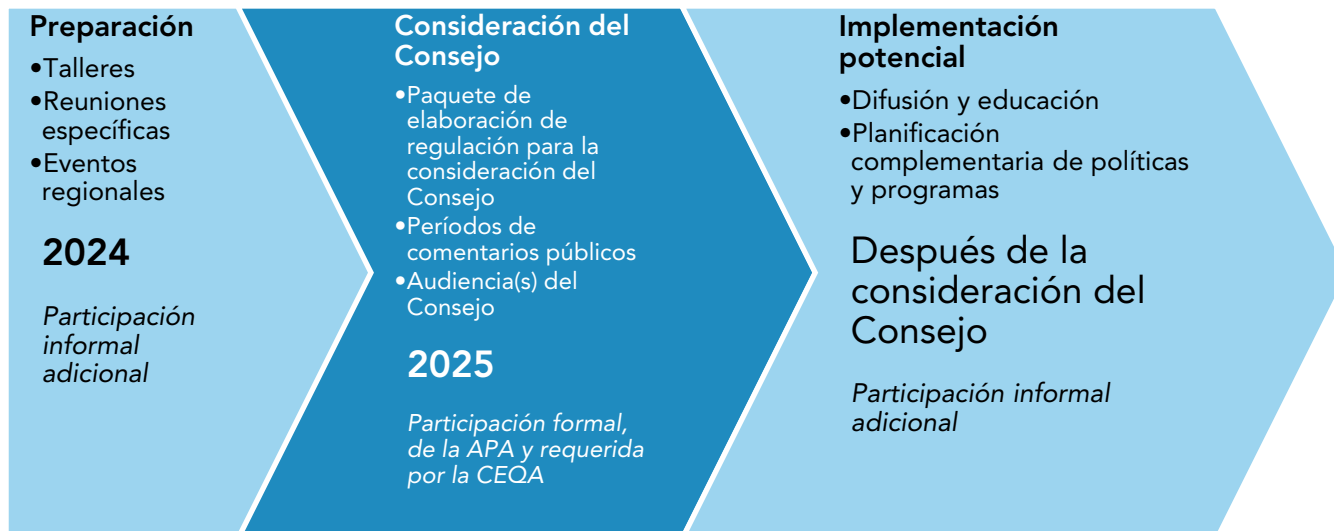 Preparación
•Talleres
•Reuniones
específicas
•Eventos
regionales
2024
Participación
informal
adicional
Consideración del
Consejo
•Paquete de
elaboración de
regulación para la
consideración del
Consejo
•Períodos de
comentarios públicos
•Audiencia(s) del
Consejo
2025
Participación formal,
de la APA y requerida
por la CEQA
Implementación
potencial
•Difusión y educación
•Planificación
complementaria de políticas
y programas
Después de la
consideración del
Consejo
Participación informal
adicional